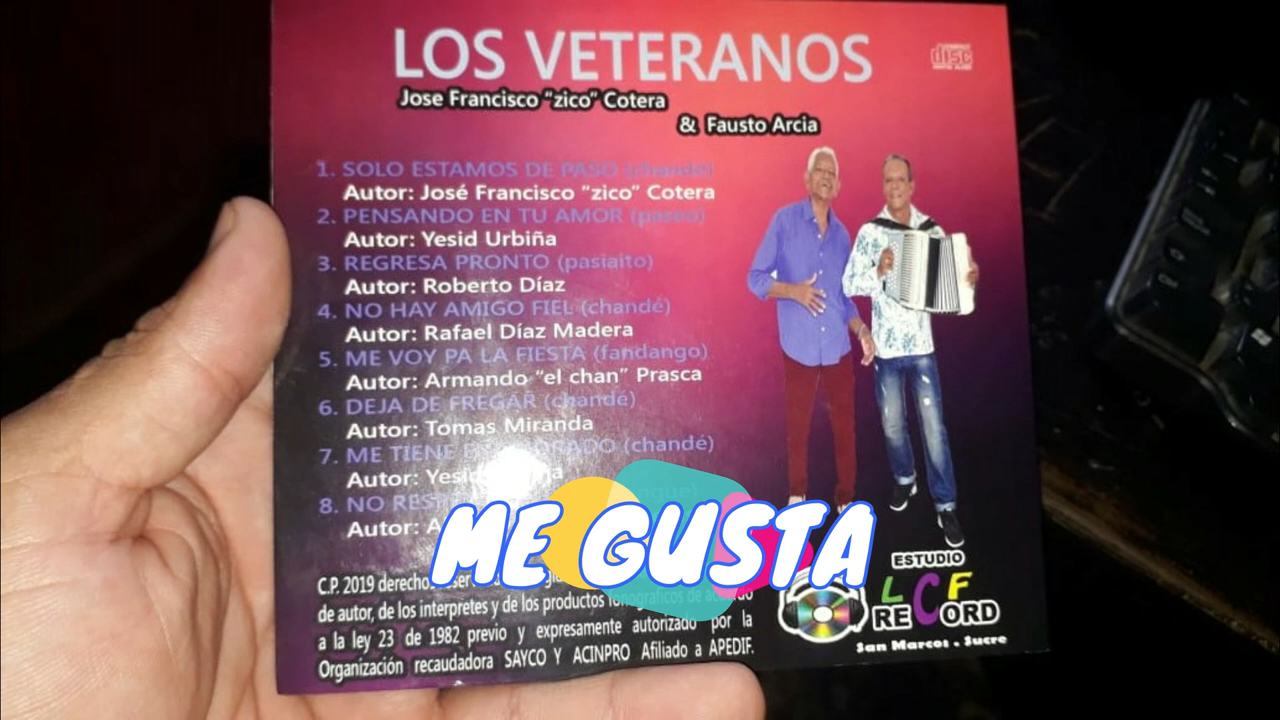 LOS VETERANOS
COMPACT disc DIGITAL AUDIO
Jose Francisco "zico" Cotera
& Fausto Arcia
1. SOLO ESTAMOS DE PASO (chandé)
Autor: José Francisco "zico" Cotera
2. PENSANDO EN TU AMOR (paseo)
Autor: Yesid Urbiña
3. REGRESA PRONTO (pasiaito)
Autor: Roberto Díaz
4. NO HAY AMIGO FIEL (chandé)
Autor: Rafael Díaz Madera
5. ME VOY PA LA FIESTA (fandango)
Autor: Armando "el chan" Prasca
6. DEJA DE FREGAR (chandé)
Autor: Tomas Miranda
7. ME TIENE (chandé)
Autor:
8. NO
Autor:
ME GUSTA
C.P. 2019
de autor, de los interpretes y de los productos fonograficos de
a la ley 23 de 1982 previo y expresamente autorizado por la
Organización recaudadora SAYCO Y ACINPRO Afiliado a APEDIF.
ESTUDIO
LCF
RECORD
San Marcos . Sucre